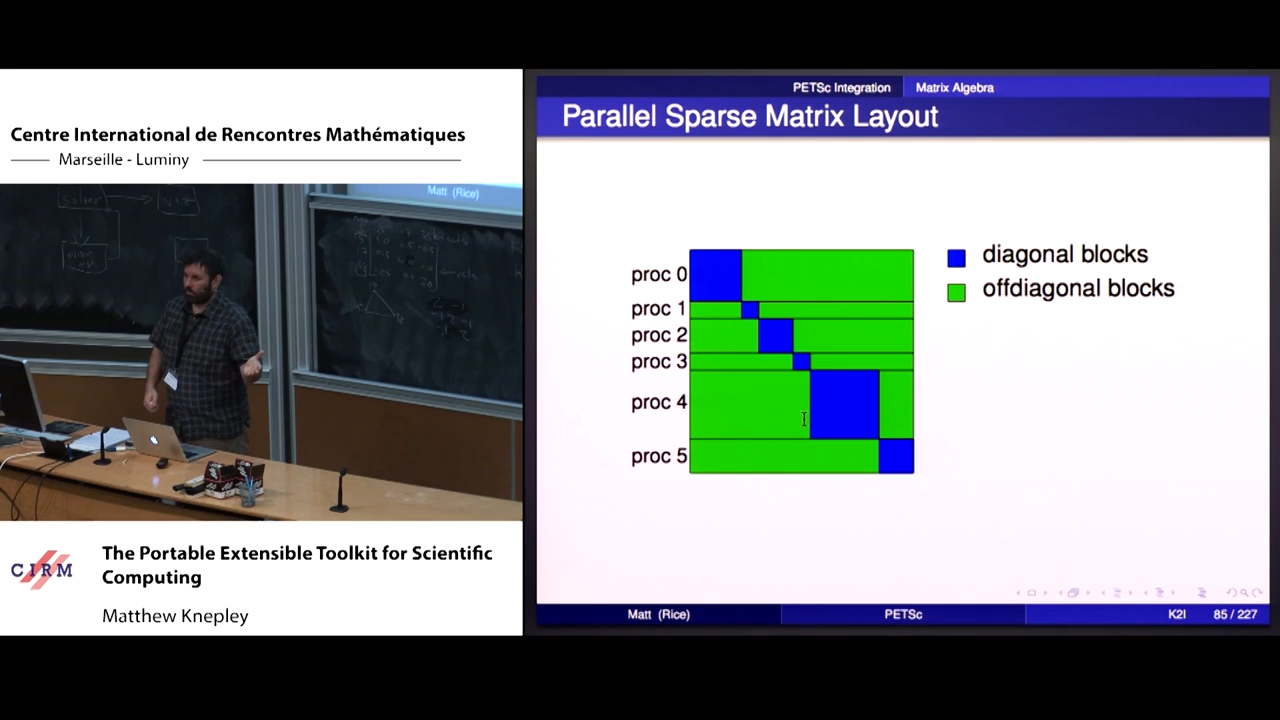 Centre International de Rencontres Mathématiques
Marseille - Luminy
Matt (Rice)
solver
CIRM
The Portable Extensible Toolkit for Scientific
Computing
Matthew Knepley
PETSc Integration
Matrix Algebra
Parallel Sparse Matrix Layout
proc 0
proc 1
proc 2
proc 3
proc 4
proc 5
diagonal blocks
offdiagonal blocks
Matt (Rice)
PETSc
K2I
85 / 227